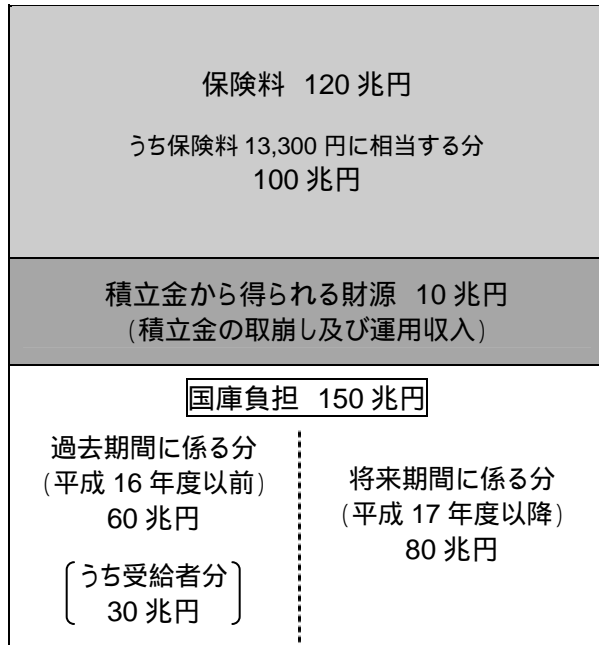 保険料 120 兆円
うち保険料 13,300 円に相当する分
100 兆円
積立金から得られる財源 10 兆円
(積立金の取崩し及び運用収入)
国庫負担 150 兆円
過去期間に係る分
(平成 16 年度以前)
60 兆円
うち受給者分
30 兆円
将来期間に係る分
(平成 17 年度以降)
80 兆円